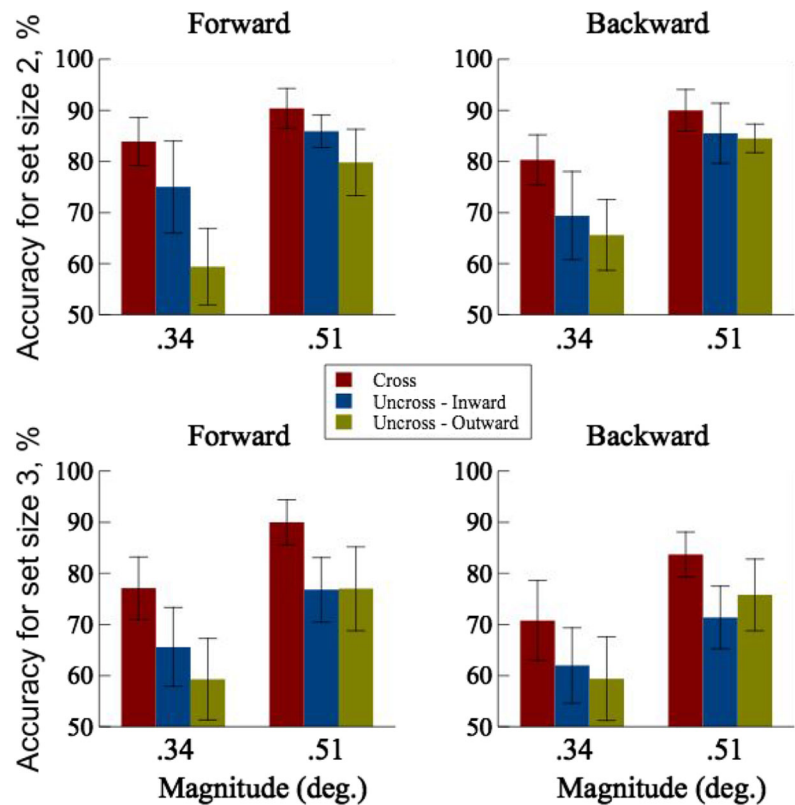 Forward
Backward
Accuracy for set size 2, %
100
90
80
70
60
50
.34
.51
100
90
80
70
60
50
.34
.51
Cross
Uncross - Inward
Uncross - Outward
Forward
Backward
Accuracy for set size 3, %
100
90
80
70
60
50
.34
.51
Magnitude (deg.)
100
90
80
70
60
50
.34
.51
Magnitude (deg.)